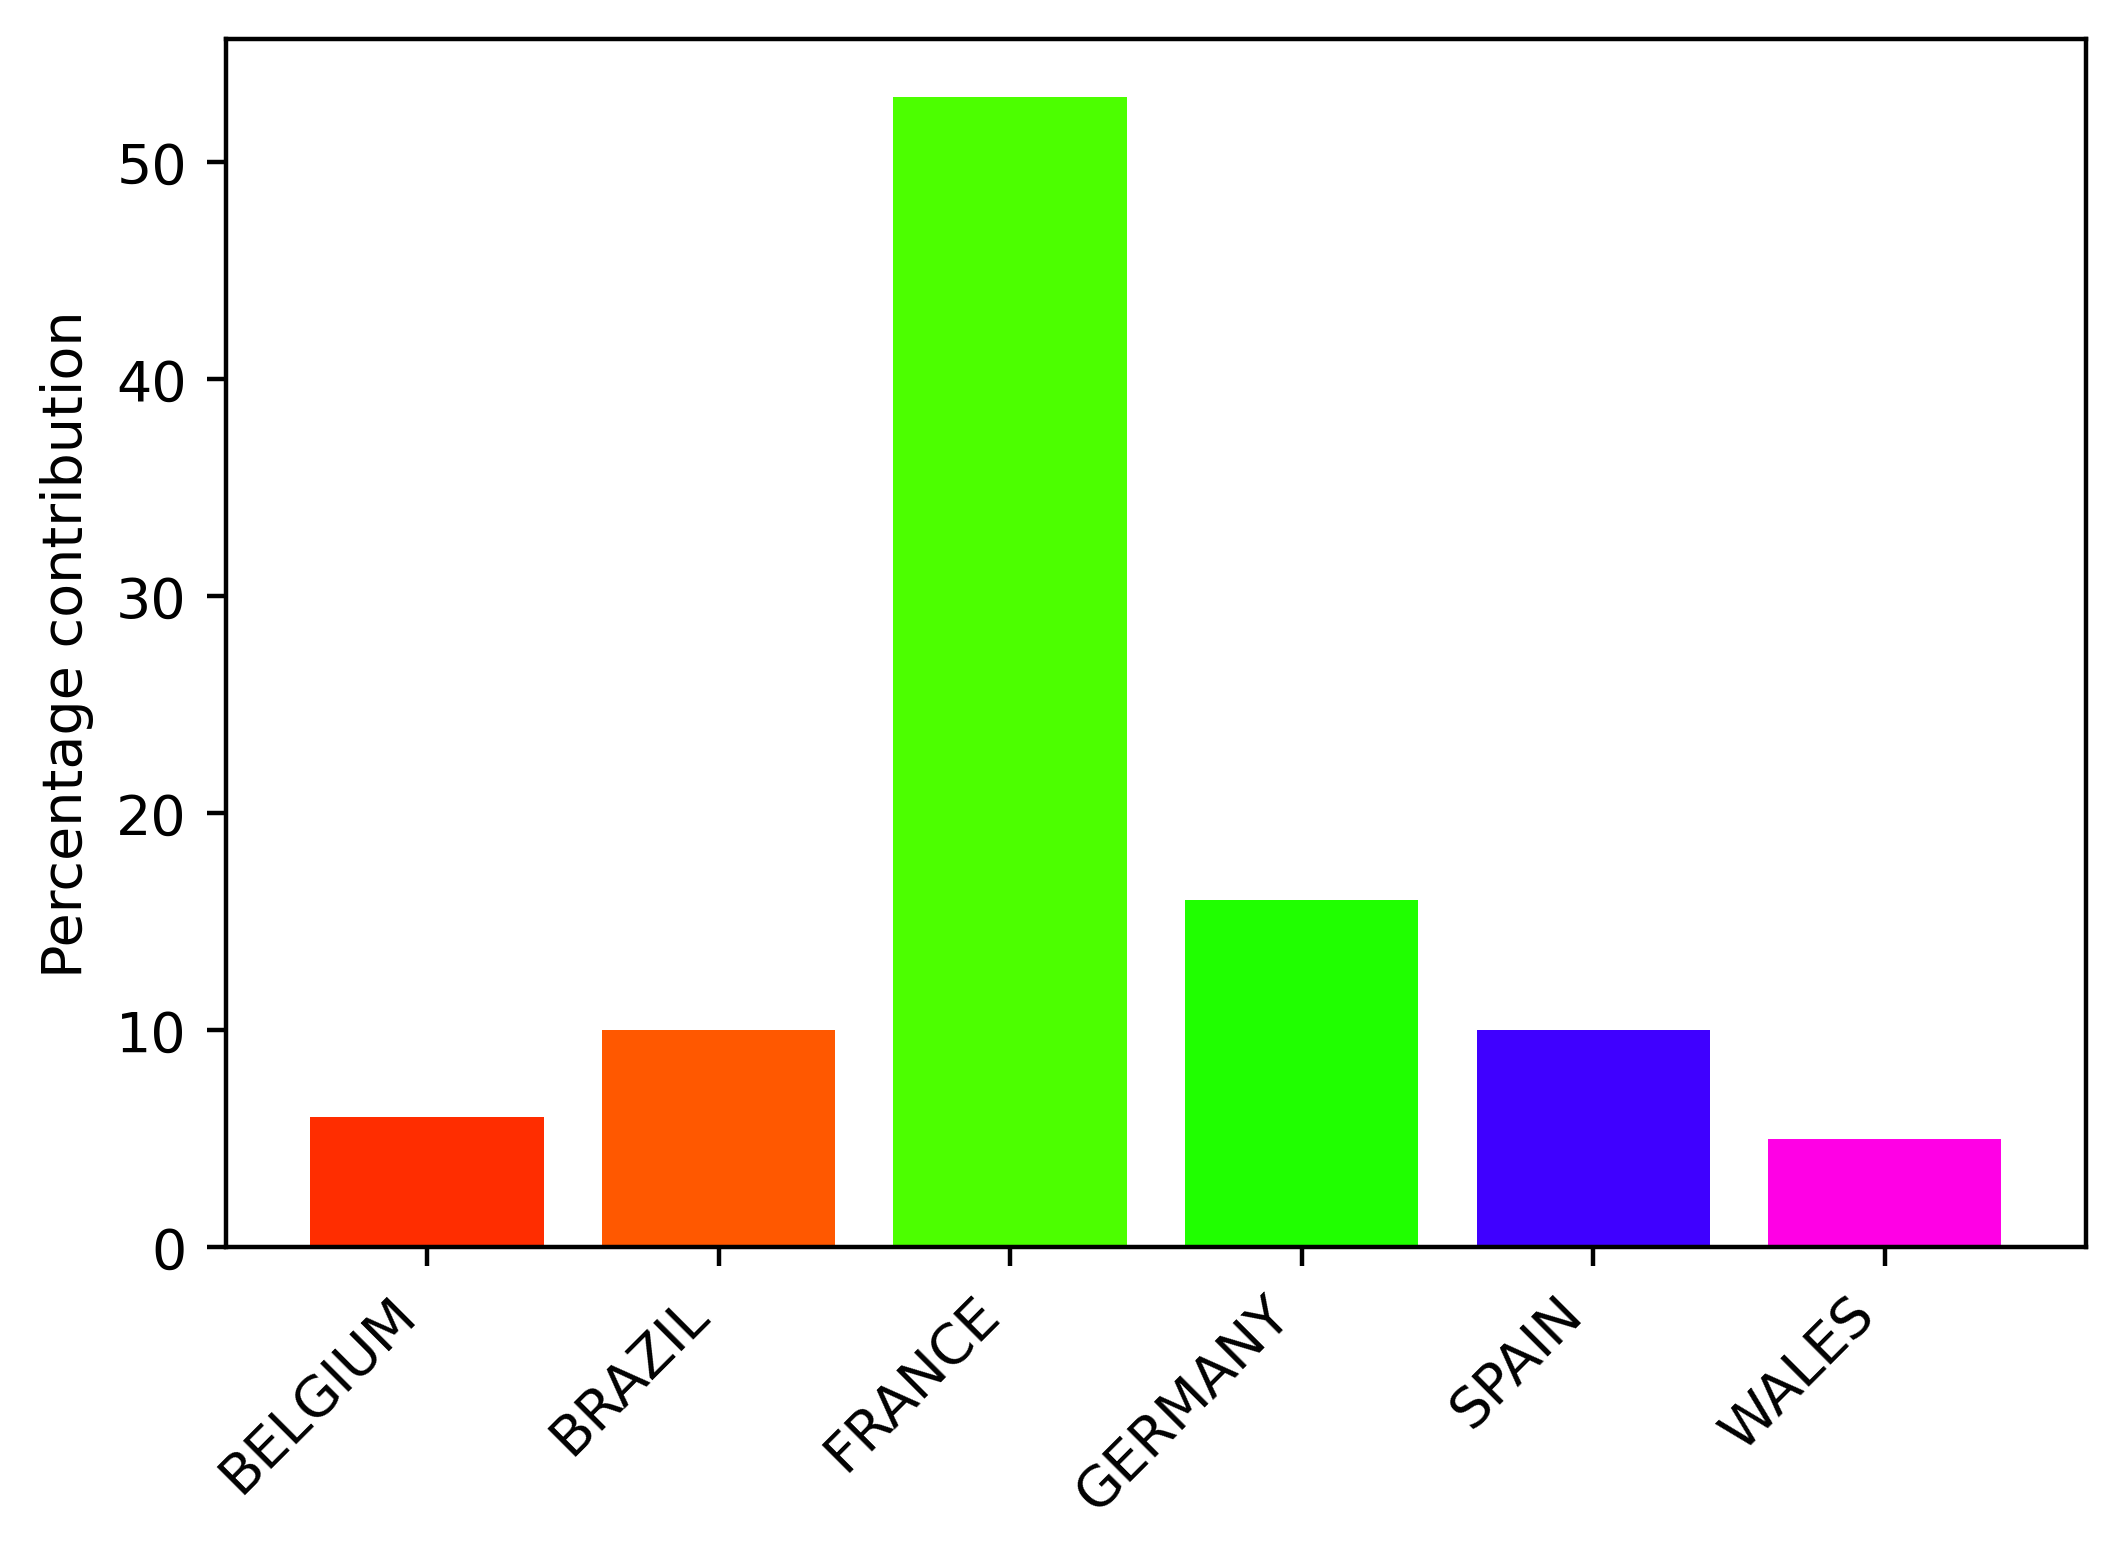 Percentage contribution
50
40
30
20
10
0
BELGIUM
BRAZIL
FRANCE
GERMANY
SPAIN
WALES